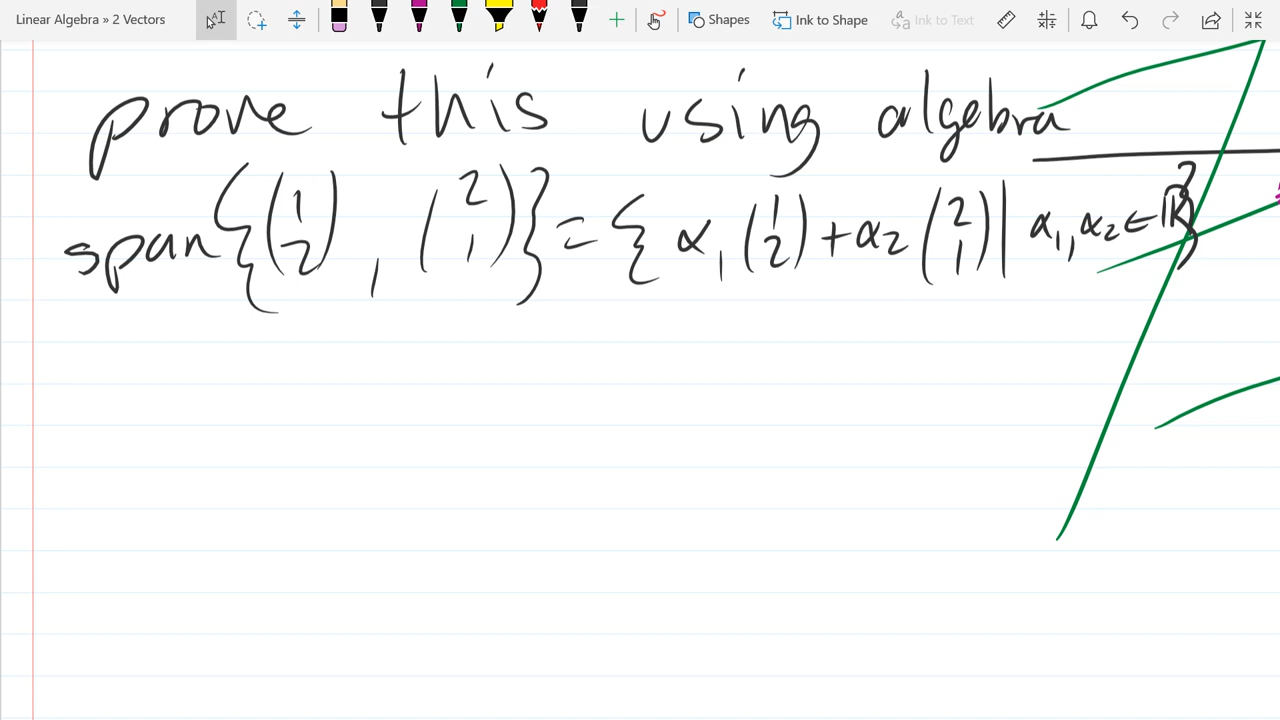 Linear Algebra » 2 Vectors Shapes Ink to Shape Ink to Text
prove this using algebra
span{(1 2), (2 1)} = {α₁(1 2) + α₂(2 1) | α₁, α₂ ∈ ℝ}